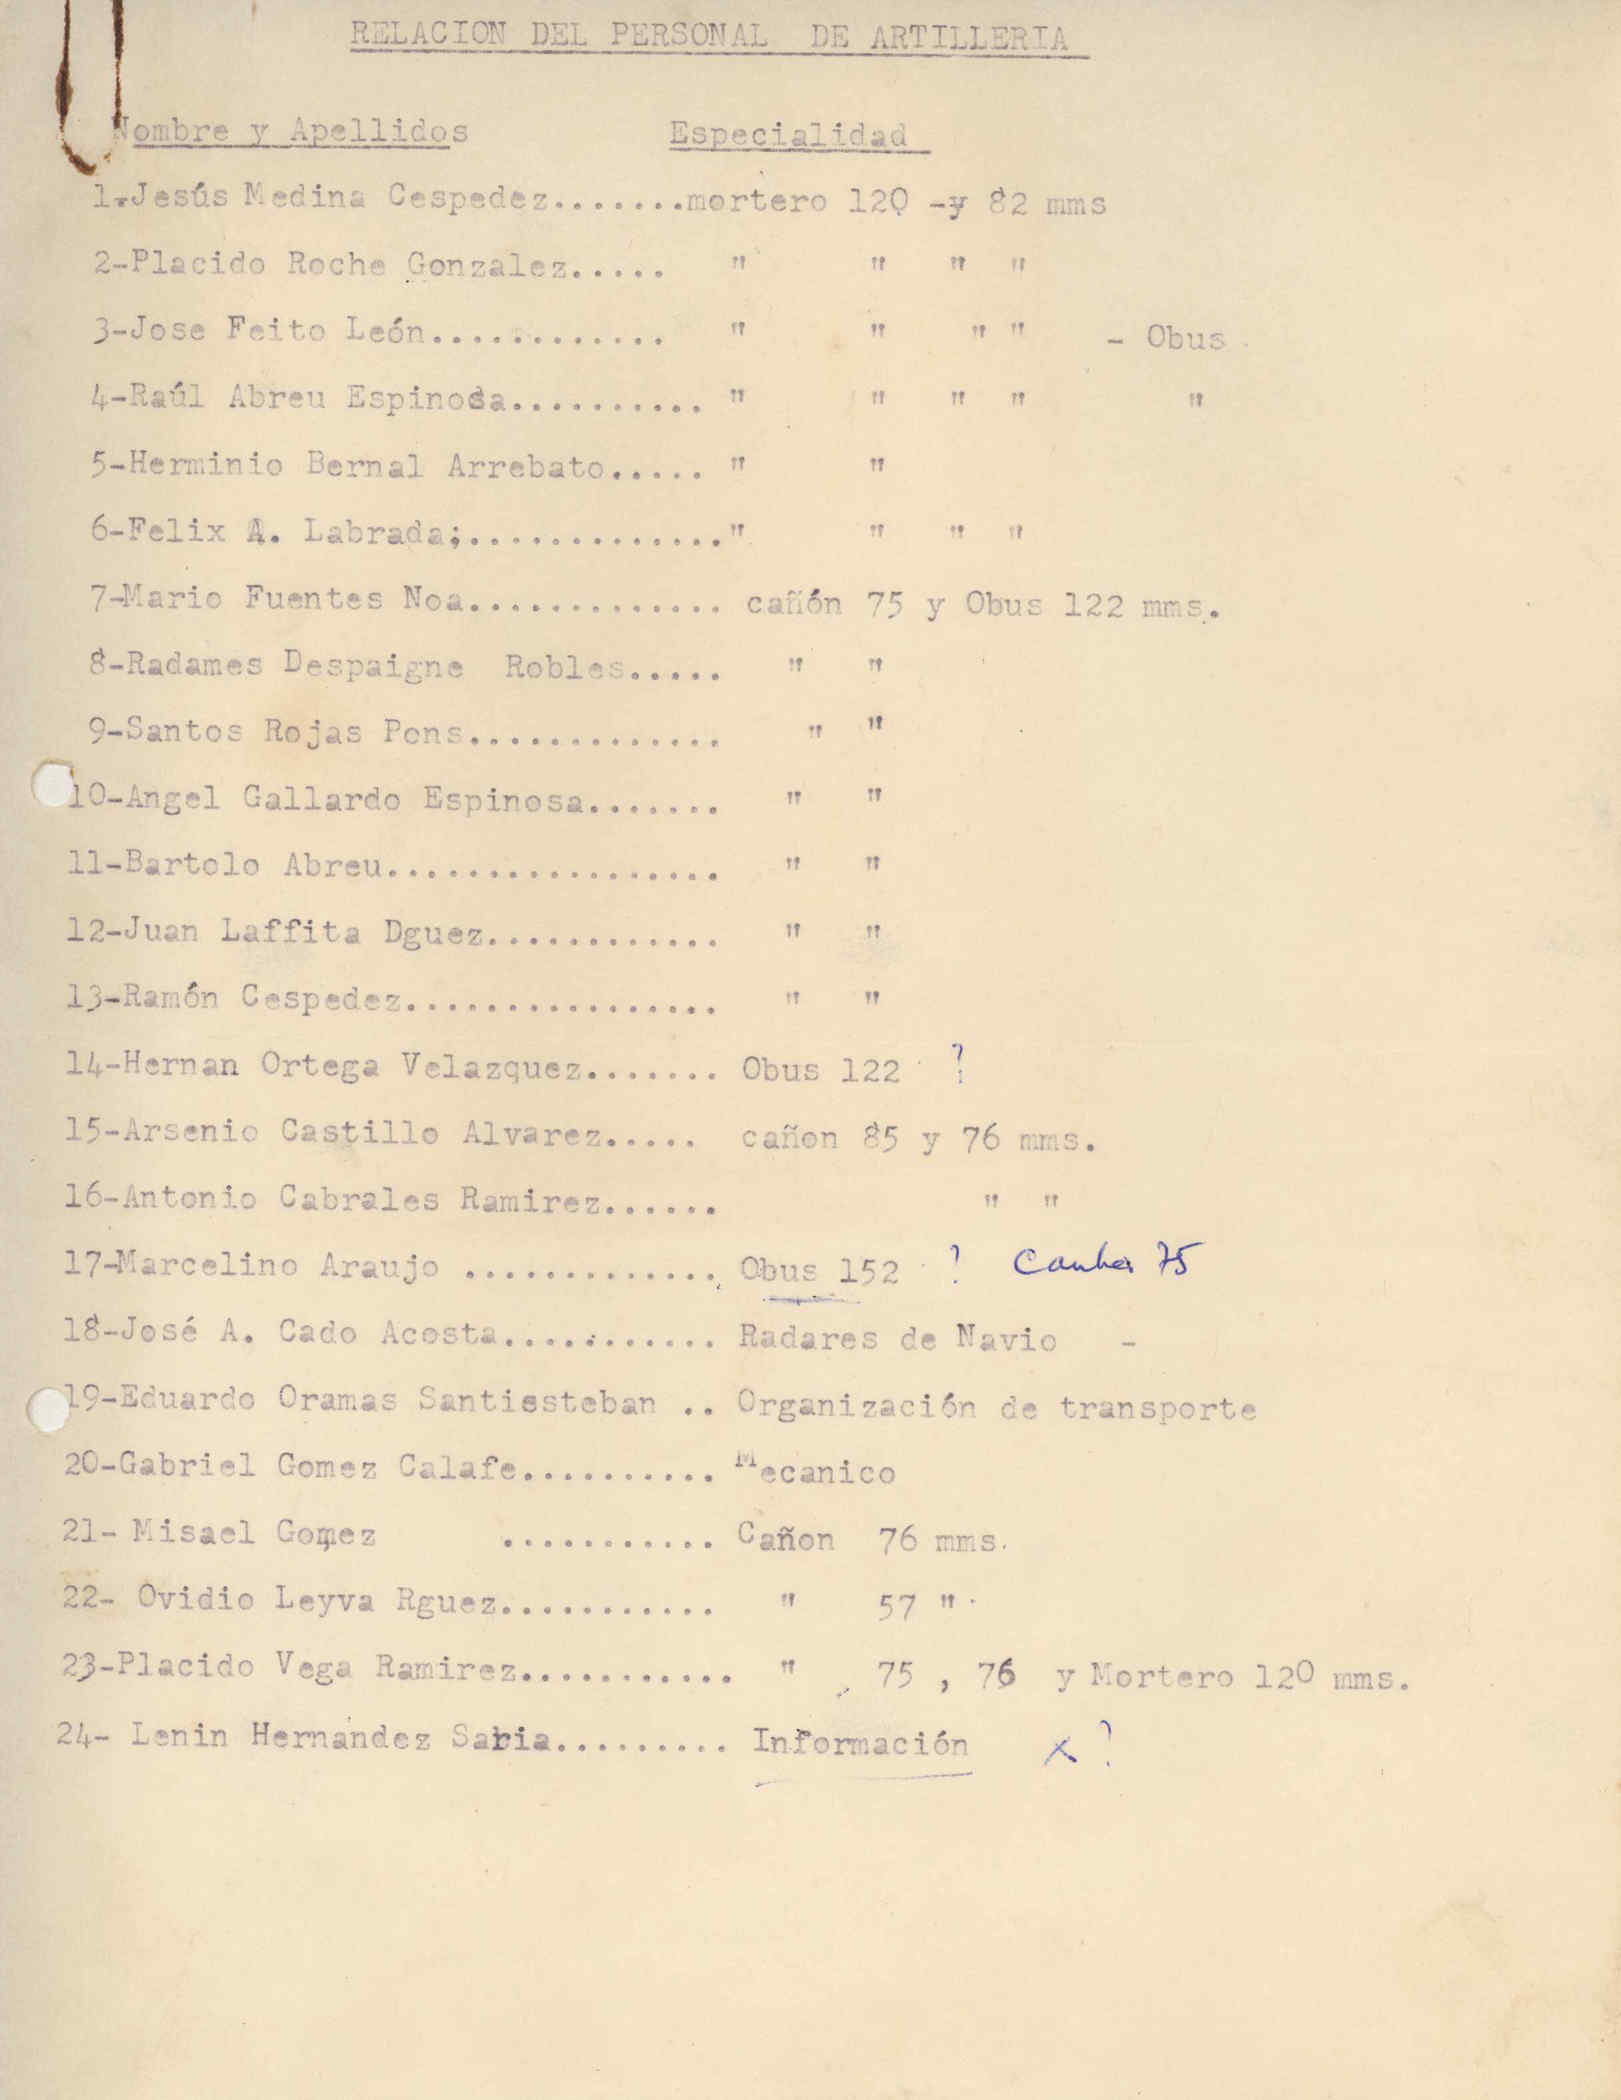 RELACION DEL PERSONAL DE ARTILLERIA
Nombre y Apellidos Especialidad
1.-Jesús Medina Cespedez.......mortero 120 -y 82 mms
2-Placido Roche Gonzalez..... " " " "
3-Jose Feito León............ " " " " - Obus
4-Raúl Abreu Espinosa.......... " " " " "
5-Herminio Bernal Arrebato..... " "
6-Felix A. Labrada;............." " " "
7-Mario Fuentes Noa............. cañón 75 y Obus 122 mms.
8-Radames Despaigne Robles..... " "
9-Santos Rojas Pons............. " "
10-Angel Gallardo Espinosa....... " "
11-Bartolo Abreu................. " "
12-Juan Laffita Dguez............ " "
13-Ramón Cespedez................ " "
14-Hernan Ortega Velazquez....... Obus 122 ?
15-Arsenio Castillo Alvarez..... cañon 85 y 76 mms.
16-Antonio Cabrales Ramirez...... " "
17-Marcelino Araujo ............. Obus 152 ? 75
18-José A. Cado Acosta........... Radares de Navio -
19-Eduardo Oramas Santiesteban .. Organización de transporte
20-Gabriel Gomez Calafe.......... Mecanico
21- Misael Gomez ........... Cañon 76 mms.
22- Ovidio Leyva Rguez........... " 57 "
23-Placido Vega Ramirez........... " 75 , 76 y Mortero 120 mms.
24- Lenin Hernandez Sabia......... Información x ?